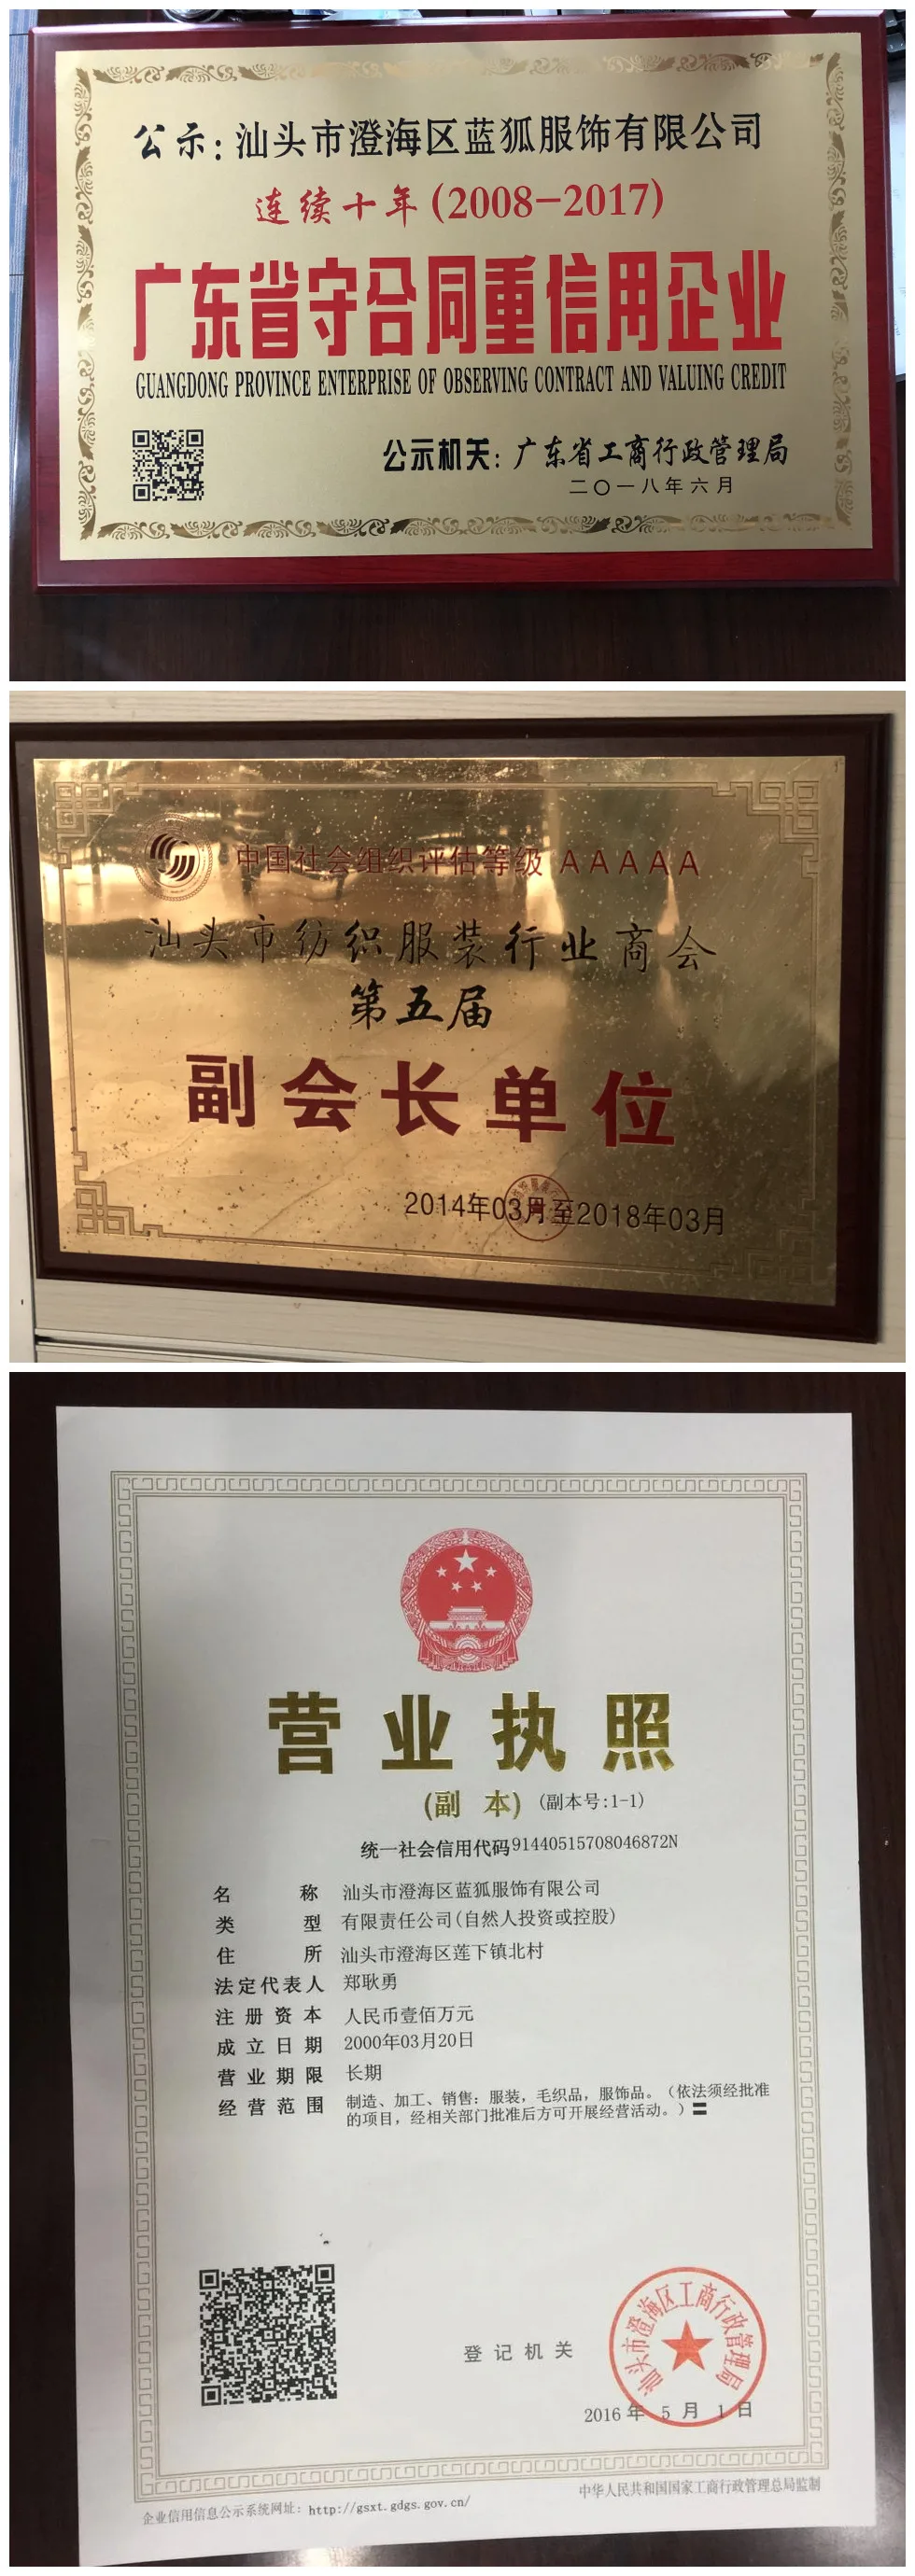 公示:汕头市澄海区蓝狐服饰有限公司
连续十年(2008-2017)
广东省守合同重信用企业
GUANGDONG PROVINCE ENTERPRISE OF OBSERVING CONTRACT AND VALUING CREDIT
公示机关:广东省工商行政管理局
二〇一八年六月
中国社会组织评估等级 AAAAA
汕头市纺织服装行业商会
第五届
副会长单位
2014年03月至2018年03月
营业执照
(副 本) (副本号:1-1)
统一社会信用代码91440515708046872N
名称 汕头市澄海区蓝狐服饰有限公司
类型 有限责任公司(自然人投资或控股)
住所 汕头市澄海区莲下镇北村
法定代表人 郑耿勇
注册资本 人民币壹佰万元
成立日期 2000年03月20日
营业期限 长期
经营范围 制造、加工、销售:服装,毛织品,服饰品。(依法须经批准
的项目,经相关部门批准后方可开展经营活动。)〓
登记机关
汕头市澄海区工商行政管理局
2016 年 5 月 1 日
企业信用信息公示系统网址:http://gsxt.gdgs.gov.cn/
中华人民共和国国家工商行政管理总局监制